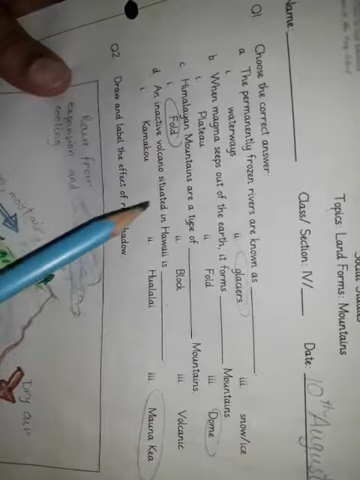 Social Studies
Topic: Land Forms: Mountains
Name
Class/ Section: IV/
Date: 10th August
Q1 Choose the correct answer
a The permanently frozen rivers are known as
i waterways ii glaciers iii. snow/ice
b When magma seeps out of the earth, it forms Mountains
i Plateau ii Fold iii Dome
c Himalayan Mountains are a type of Mountains
i Fold ii. Block iii Volcanic
d An inactive volcano situated in Hawaii is
i. Kamakou ii Hualalai iii Mauna Kea
Q2 Draw and label the effect of hadow
Rain from
expansion and
cooling
moist air
Dry air